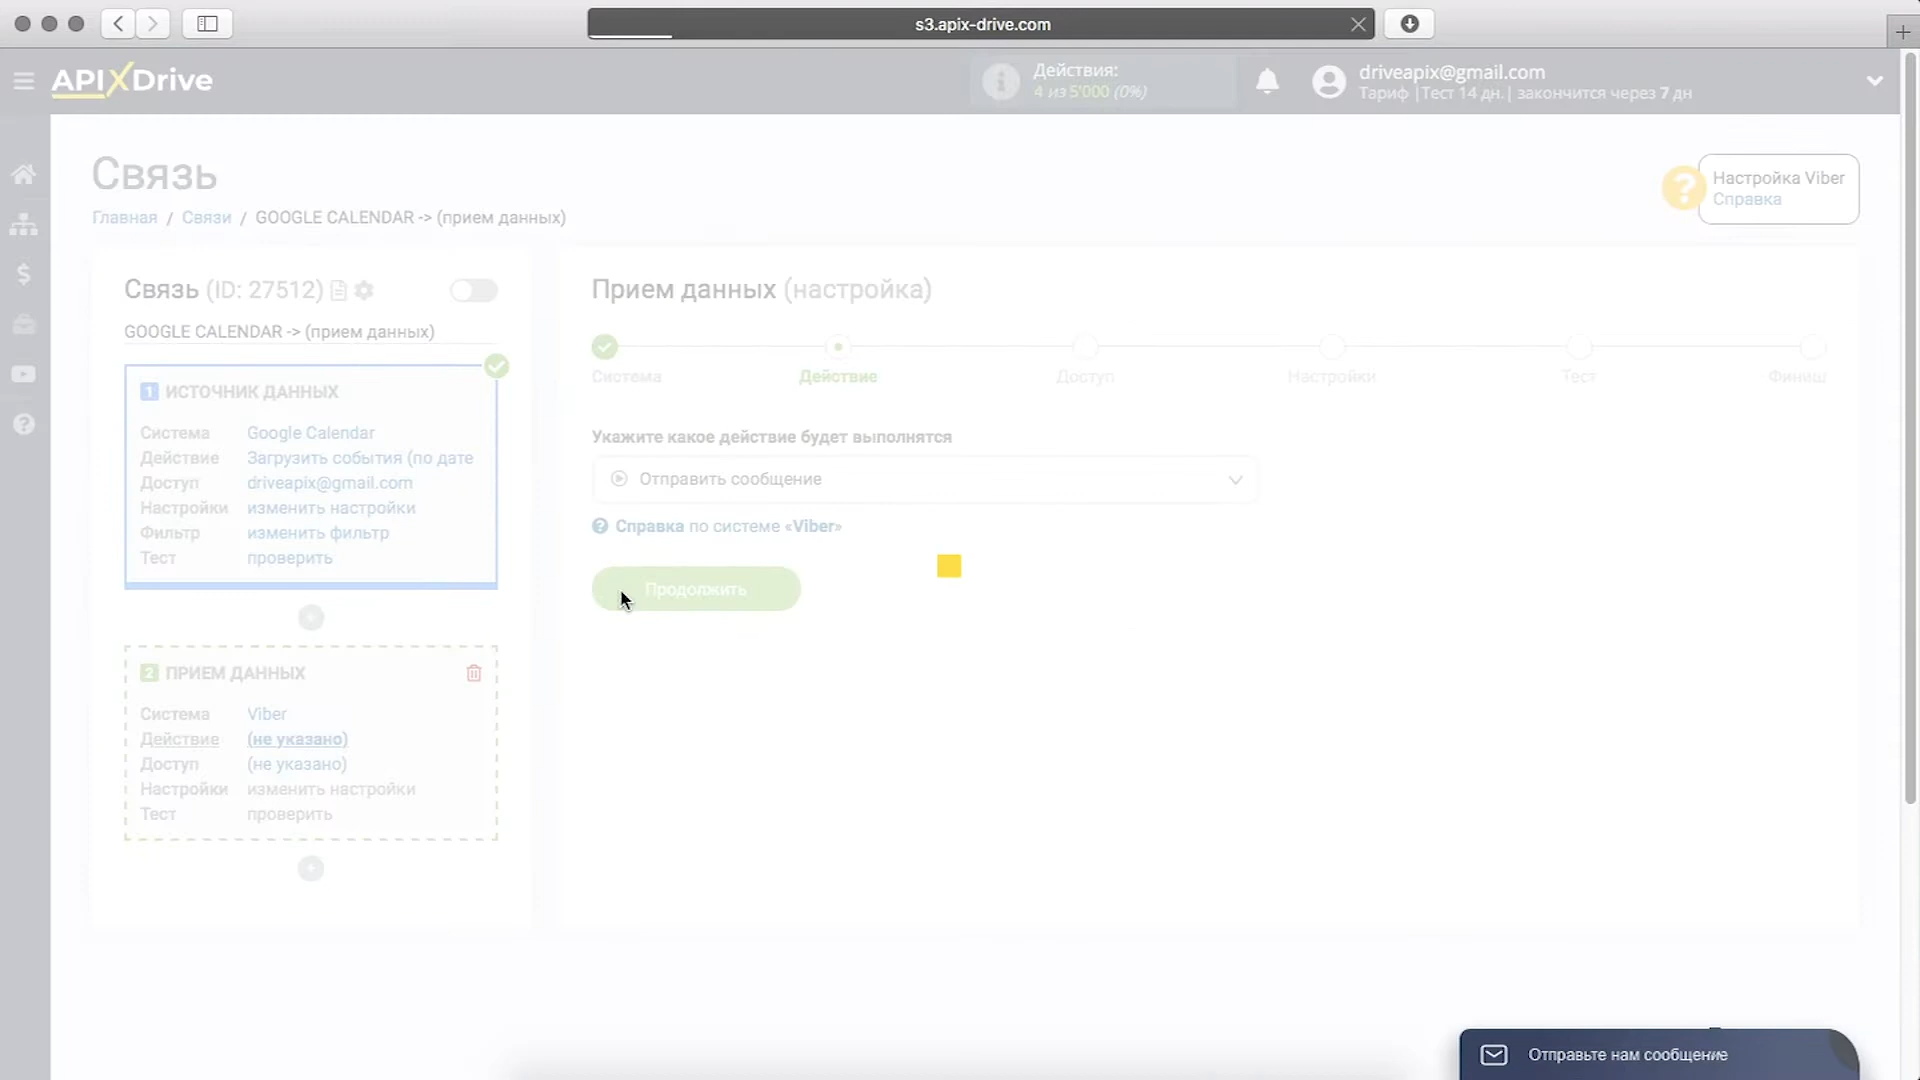 s3.apix-drive.com
APIXDrive
Действия:
4 из 5'000 (0%)
driveapix@gmail.com
Тариф |Тест 14 дн.| закончится через 7 дн
Связь
Главная / Связи / GOOGLE CALENDAR -> (прием данных)
Настройка Viber
Справка
Связь (ID: 27512)
GOOGLE CALENDAR -> (прием данных)
1 ИСТОЧНИК ДАННЫХ
Система Google Calendar
Действие Загрузить события (по дате
Доступ driveapix@gmail.com
Настройки изменить настройки
Фильтр изменить фильтр
Тест проверить
2 ПРИЕМ ДАННЫХ
Система Viber
Действие (не указано)
Доступ (не указано)
Настройки изменить настройки
Тест проверить
Прием данных (настройка)
Система Действие Доступ Настройки Тест Финиш
Укажите какое действие будет выполнятся
Отправить сообщение
Справка по системе «Viber»
Продолжить
Отправьте нам сообщение